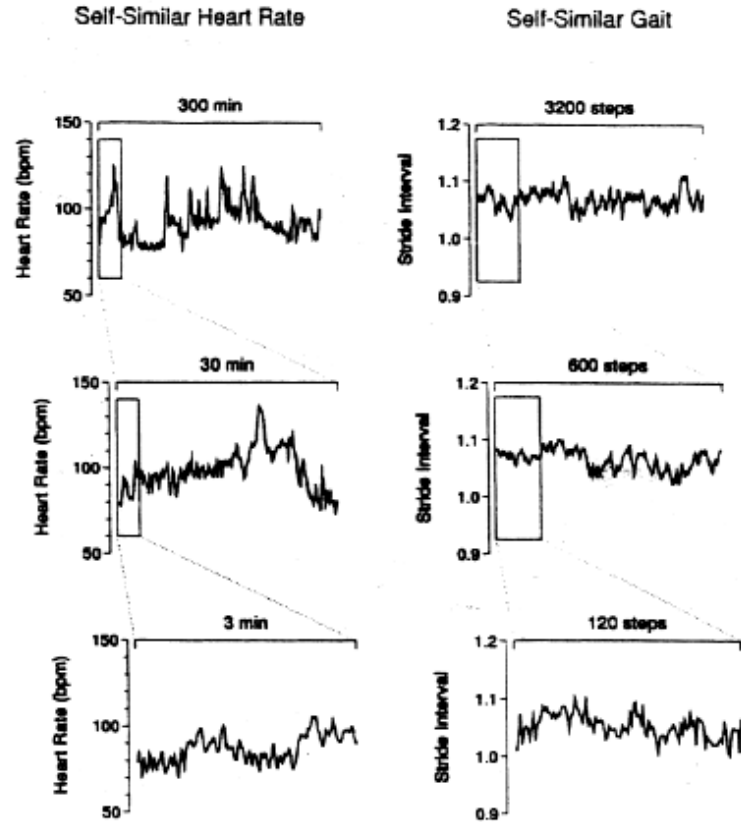 Self-Similar Heart Rate
Self-Similar Gait
300 min
150
100
50
Heart Rate (bpm)
3200 steps
1.2
1.1
1.0
0.9
Stride Interval
30 min
150
100
50
Heart Rate (bpm)
600 steps
1.2
1.1
1.0
0.9
Stride Interval
3 min
150
100
50
Heart Rate (bpm)
120 steps
1.2
1.1
1.0
0.9
Stride Interval